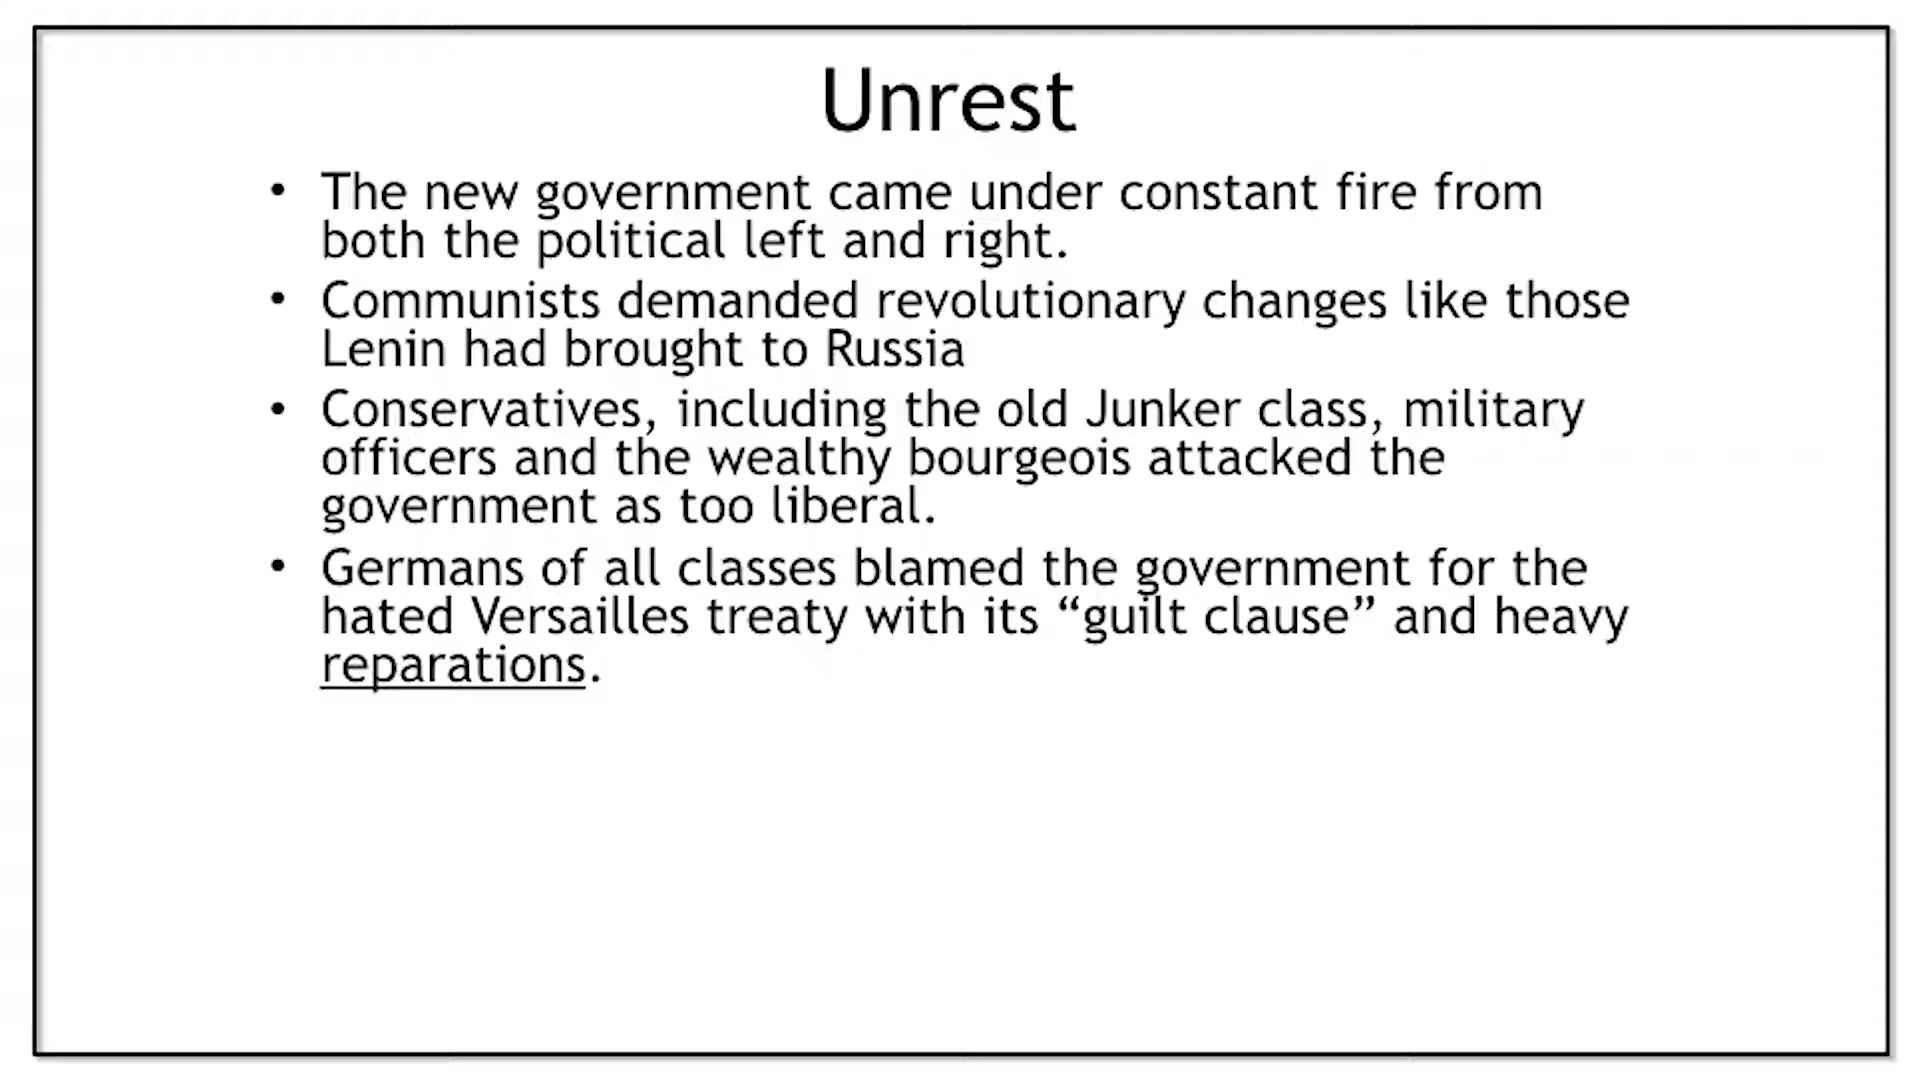 Unrest
• The new government came under constant fire from
both the political left and right.
• Communists demanded revolutionary changes like those
Lenin had brought to Russia
• Conservatives, including the old Junker class, military
officers and the wealthy bourgeois attacked the
government as too liberal.
• Germans of all classes blamed the government for the
hated Versailles treaty with its “guilt clause” and heavy
reparations.